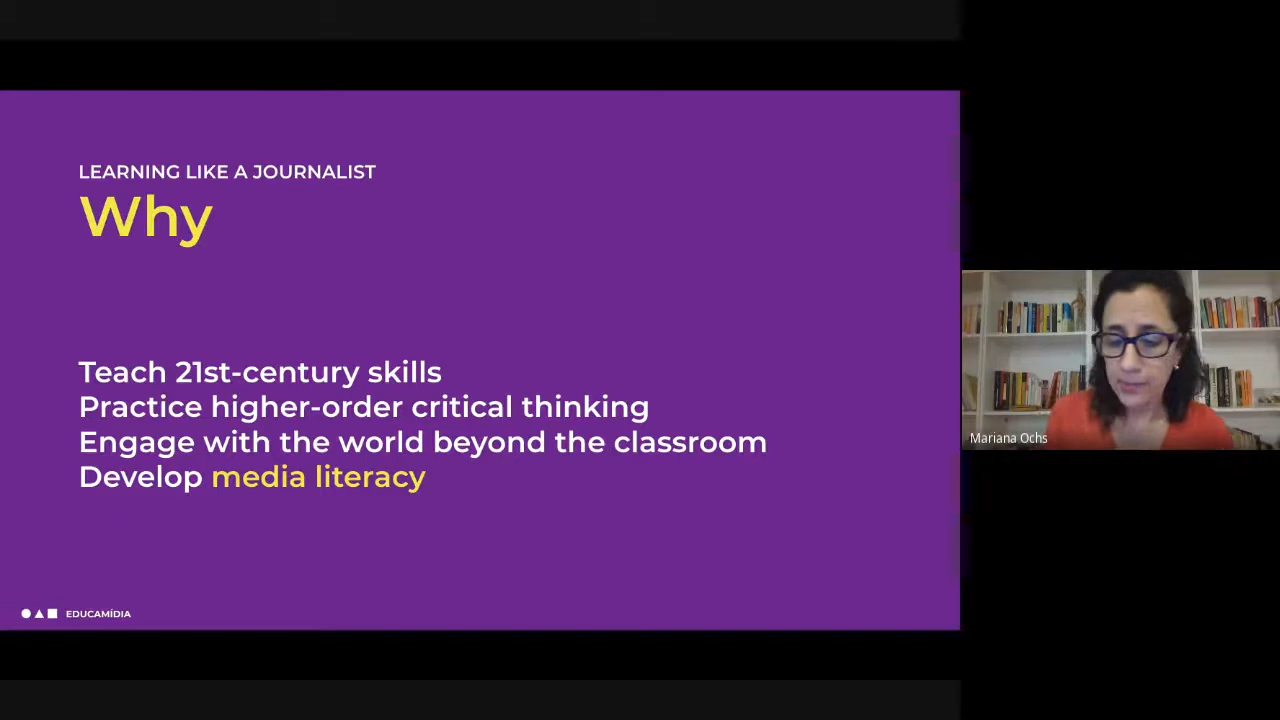 LEARNING LIKE A JOURNALIST
Why
Teach 21st-century skills
Practice higher-order critical thinking
Engage with the world beyond the classroom
Develop media literacy
EDUCAMÍDIA
Mariana Ochs